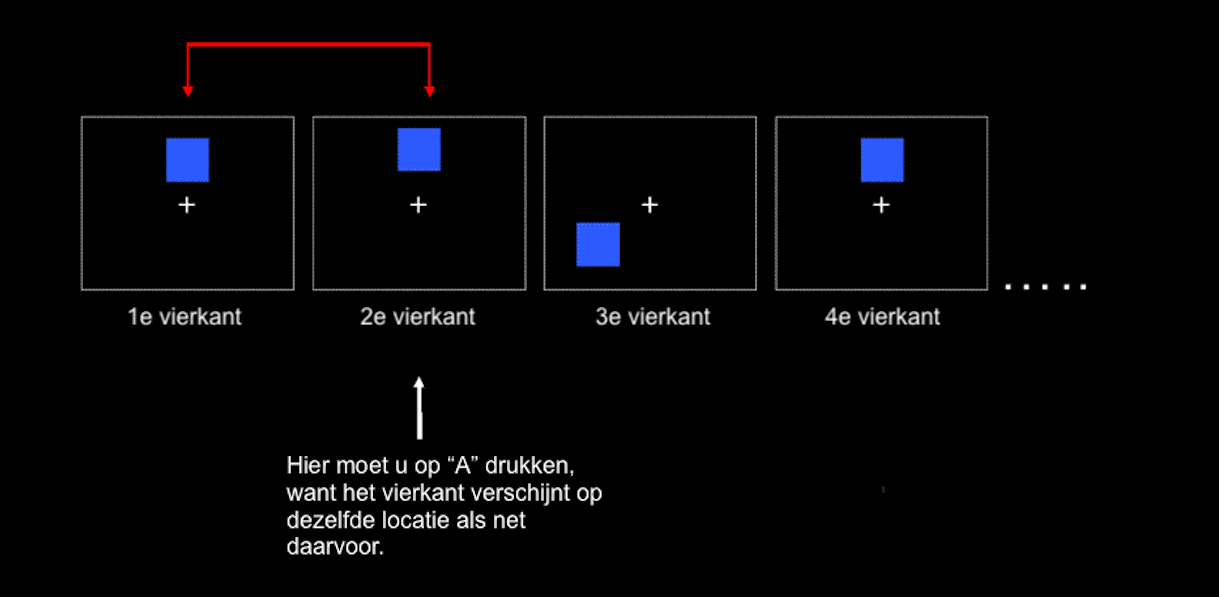 1e vierkant
2e vierkant
3e vierkant
4e vierkant
.....
Hier moet u op “A” drukken,
want het vierkant verschijnt op
dezelfde locatie als net
daarvoor.